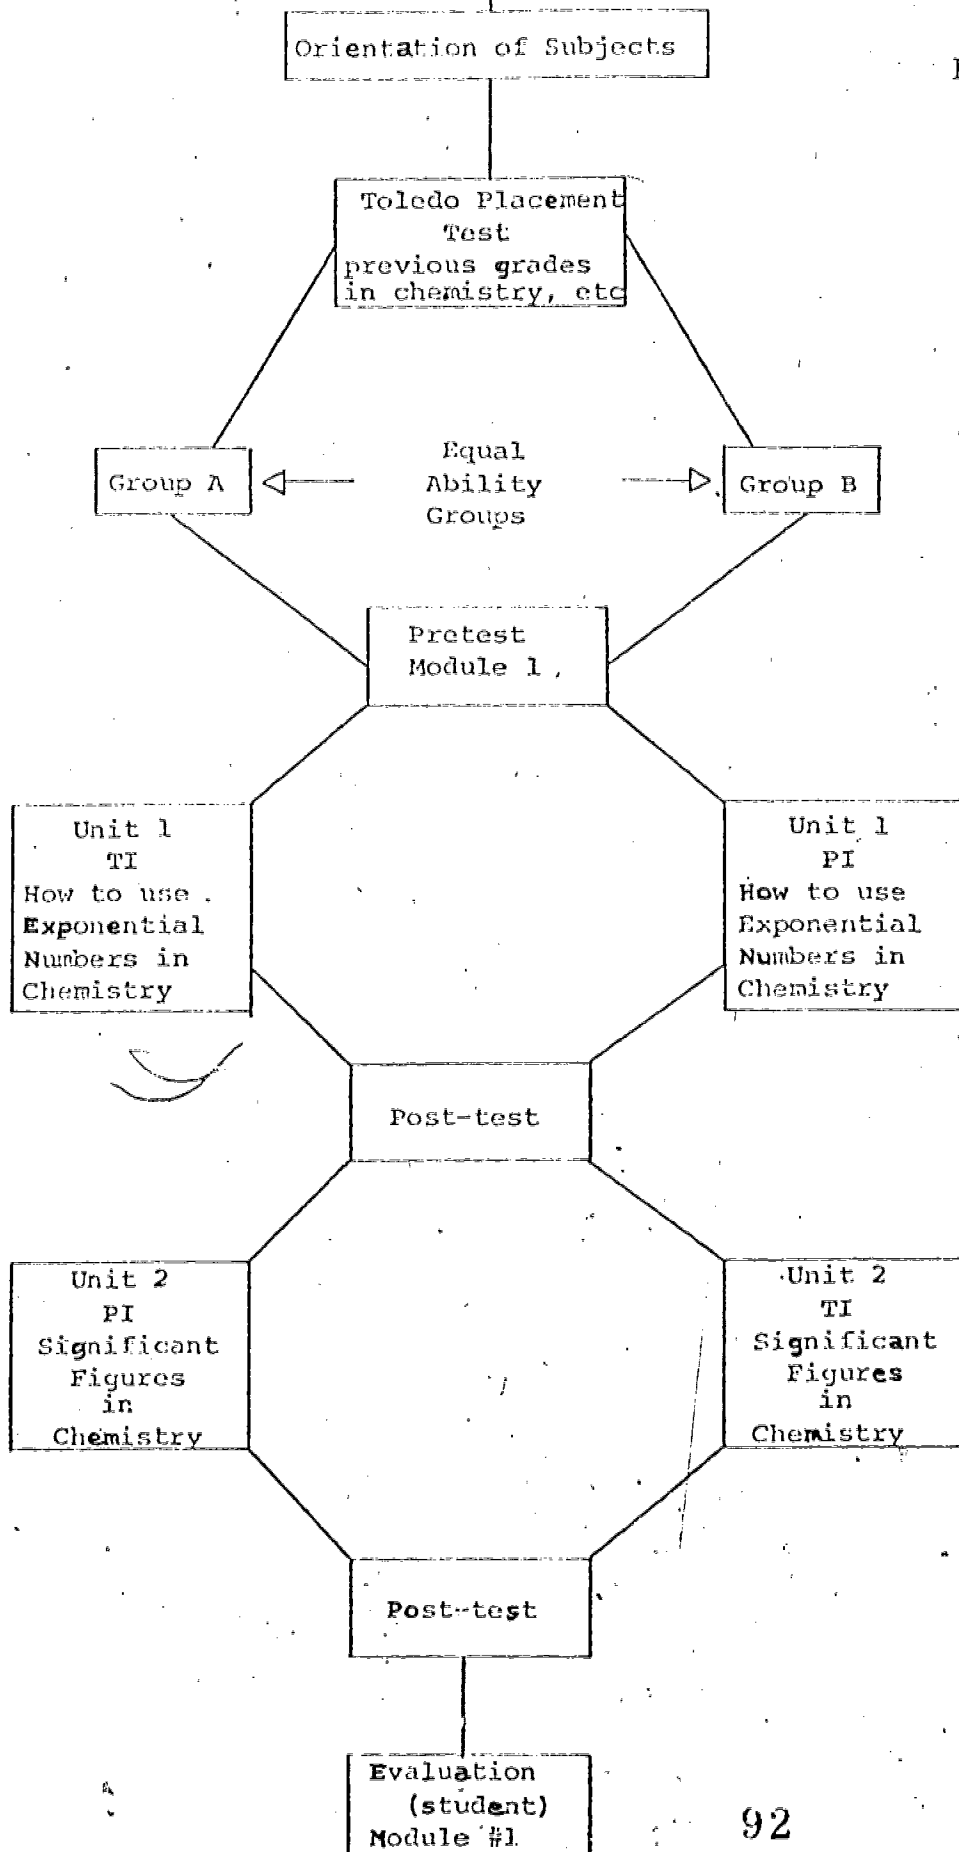 Orientation of Subjects
Toledo Placement
Test
previous grades
in chemistry, etc
Group A
Equal
Ability
Groups
Group B
Pretest
Module 1
Unit 1
TI
How to use
Exponential
Numbers in
Chemistry
Unit 1
PI
How to use
Exponential
Numbers in
Chemistry
Post-test
Unit 2
PI
Significant
Figures
in
Chemistry
Unit 2
TI
Significant
Figures
in
Chemistry
Post-test
Evaluation
(student)
Module #1
92